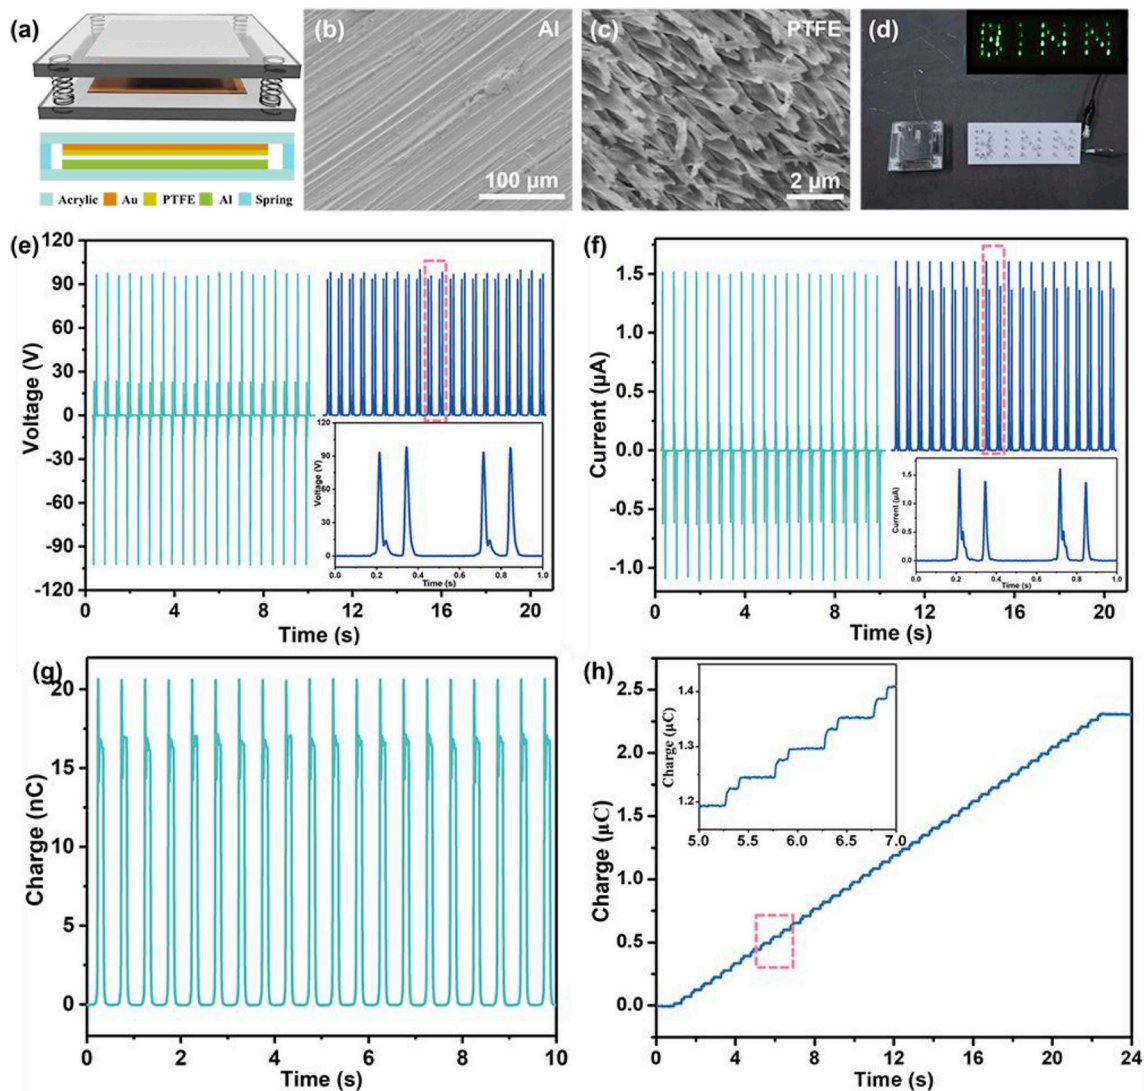 (a)
Acrylic Au PTFE Al Spring
(b)
Al
100 µm
(c)
PTFE
2 µm
(d)
BINN
(e)
120
90
60
30
0
-30
-60
-90
-120
Voltage (V)
0 4 8 12 16 20
Time (s)
120
90
60
30
0
Voltage (V)
0.0 0.2 0.4 0.6 0.8 1.0
Time (s)
(f)
1.5
1.0
0.5
0.0
-0.5
-1.0
Current (µA)
0 4 8 12 16 20
Time (s)
1.5
1.0
0.5
0.0
Current (µA)
0.0 0.2 0.4 0.6 0.8 1.0
Time (s)
(g)
20
15
10
5
0
Charge (nC)
0 2 4 6 8 10
Time (s)
(h)
2.5
2.0
1.5
1.0
0.5
0.0
Charge (µC)
0 4 8 12 16 20 24
Time (s)
1.4
1.3
1.2
Charge (µC)
5.0 5.5 6.0 6.5 7.0